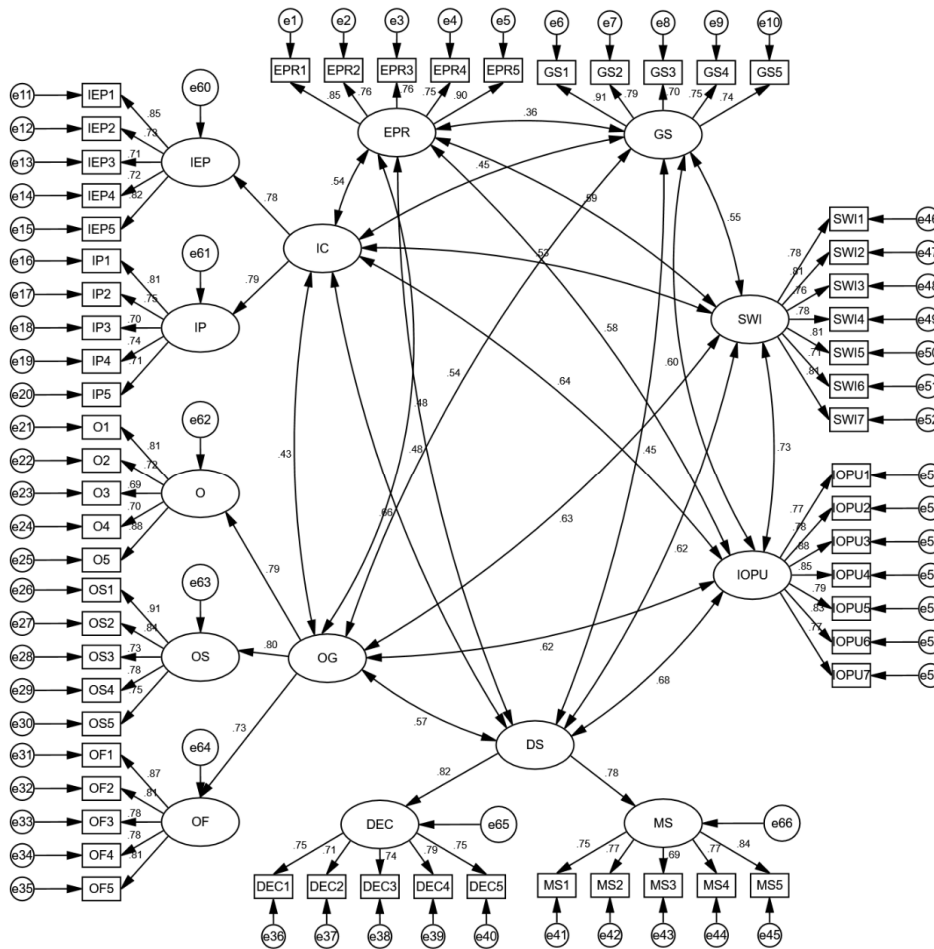 e1 e2 e3 e4 e5 e6 e7 e8 e9 e10
EPR1 EPR2 EPR3 EPR4 EPR5 GS1 GS2 GS3 GS4 GS5
.85 .76 .76 .75 .90 .91 .79 .70 .75 .74
EPR .36 GS
e11 IEP1 e60
e12 IEP2 .85
e13 IEP3 .73 IEP
e14 IEP4 .71
e15 IEP5 .72
.82 .78 .54 .45 .59 .55
e16 IP1 e61 IC
e17 IP2 .81 .79 .53
e18 IP3 .75 IP
e19 IP4 .70
e20 IP5 .74
.71
SWI1 e46
SWI2 .78 e47
SWI3 .81 e48
SWI SWI4 .76 e49
SWI5 .78 e50
SWI6 .81 e51
SWI7 .71 e52
.81
.58 .60 .54 .64 .48 .48 .43 .45 .73 .66 .63 .62
e21 O1 e62
e22 O2 .81
e23 O3 .72 O
e24 O4 .69
e25 O5 .70
.88 .79
IOPU1 .77
IOPU2 .78
IOPU3 .68
IOPU IOPU4 .85
IOPU5 .79
IOPU6 .83
IOPU7 .77
e26 OS1 e63
e27 OS2 .91
e28 OS3 .84 OS .80 OG .62
e29 OS4 .73
e30 OS5 .78
.75 .73 .57 .68
e31 OF1 e64 DS
e32 OF2 .87
e33 OF3 .81 OF
e34 OF4 .78
e35 OF5 .78
.81
.82 .78
DEC e65 MS e66
.75 .71 .74 .79 .75 .75 .77 .69 .77 .84
DEC1 DEC2 DEC3 DEC4 DEC5 MS1 MS2 MS3 MS4 MS5
e36 e37 e38 e39 e40 e41 e42 e43 e44 e45